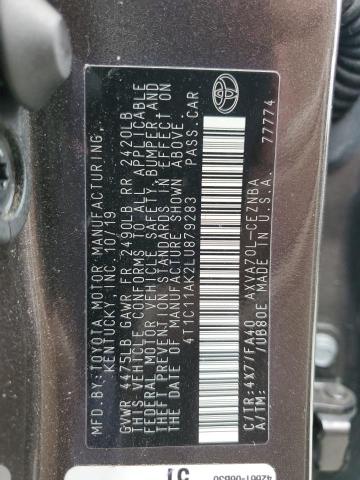 MFD.BY:TOYOTA MOTOR MANUFACTURING,
KENTUCKY,INC. 10/19
GVWR 4475LB GAWR FR 2490LB RR 2420LB
THIS VEHICLE CONFORMS TO ALL APPLICABLE
FEDERAL MOTOR VEHICLE SAFETY, BUMPER, AND
THEFT PREVENTION STANDARDS IN EFFECT ON
THE DATE OF MANUFACTURE SHOWN ABOVE.
4T1C11AK2LU879283 PASS.CAR
C/TR:4X7/FA40 AXVA70L-CEZNBA
A/TM: /UB80E MADE IN U.S.A.
77774